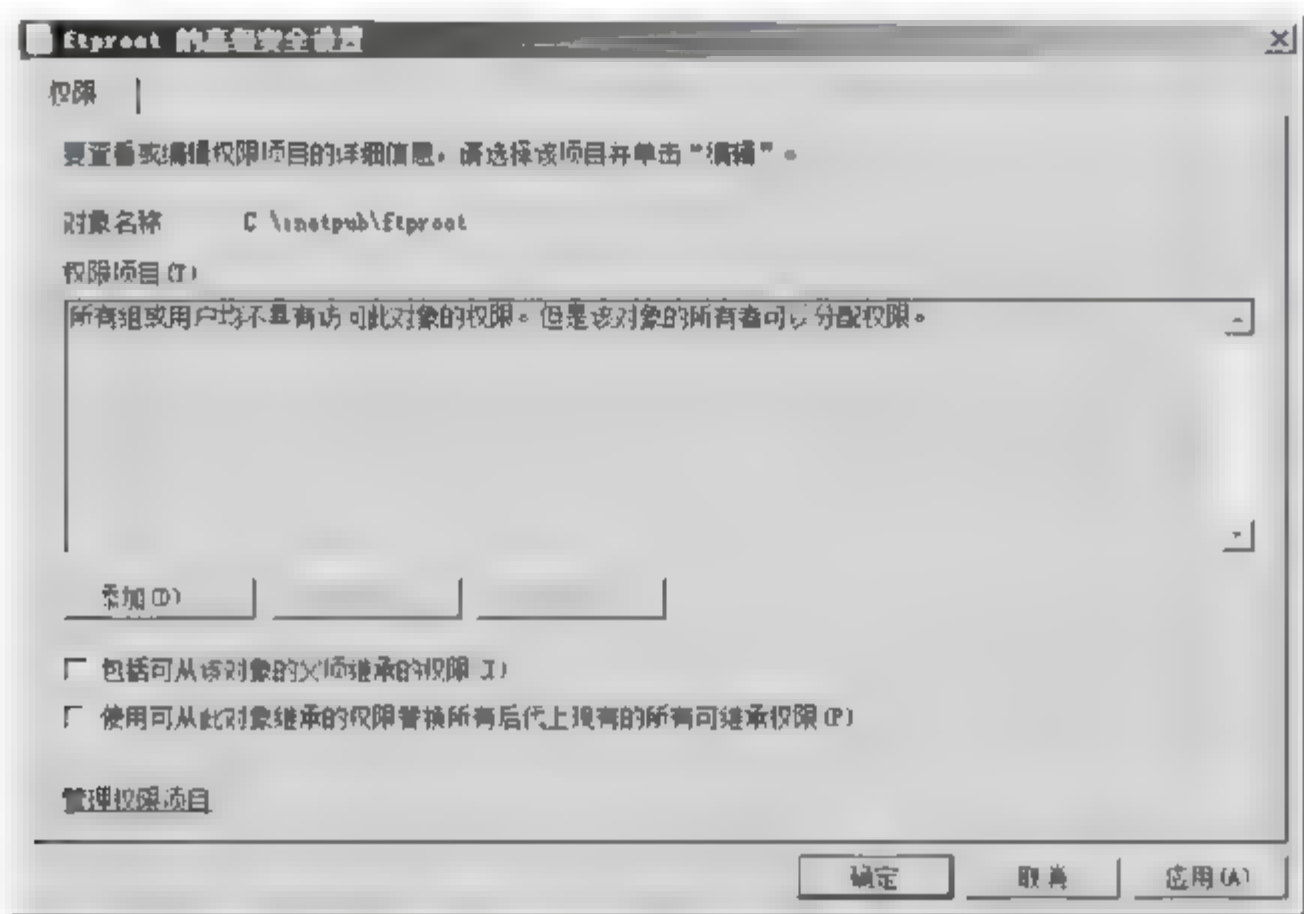 ftproot 的高级安全设置
权限
要查看或编辑权限项目的详细信息，请选择该项目并单击“编辑”。
对象名称 C \inetpub\ftproot
权限项目(T)
所有组或用户均不具有访问此对象的权限。但是该对象的所有者可以分配权限。
添加(D)
包括可从该对象的父项继承的权限(I)
使用可从此对象继承的权限替换所有后代上现有的所有可继承权限(P)
管理权限项目
确定 取消 应用(A)